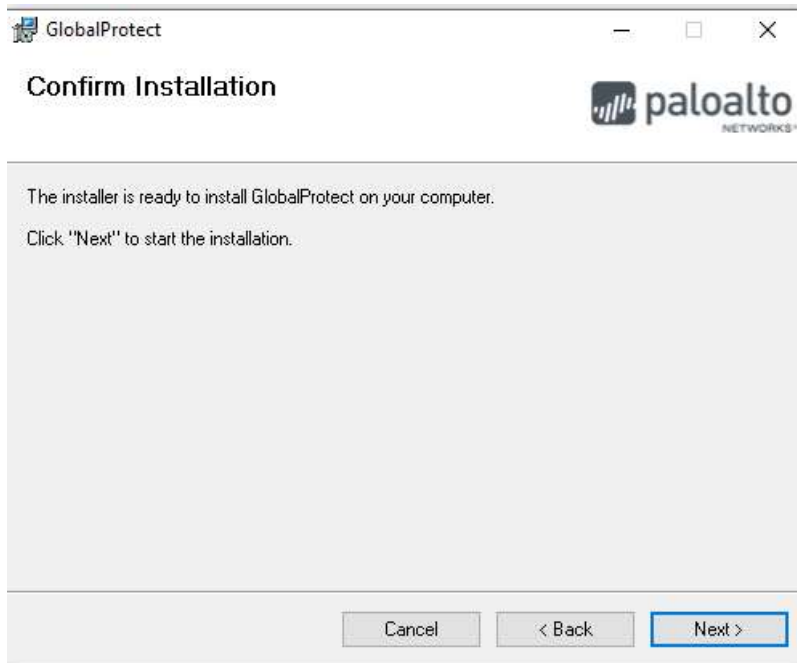 GlobalProtect
Confirm Installation
paloalto
NETWORKS
The installer is ready to install GlobalProtect on your computer.
Click "Next" to start the installation.
Cancel
< Back
Next >